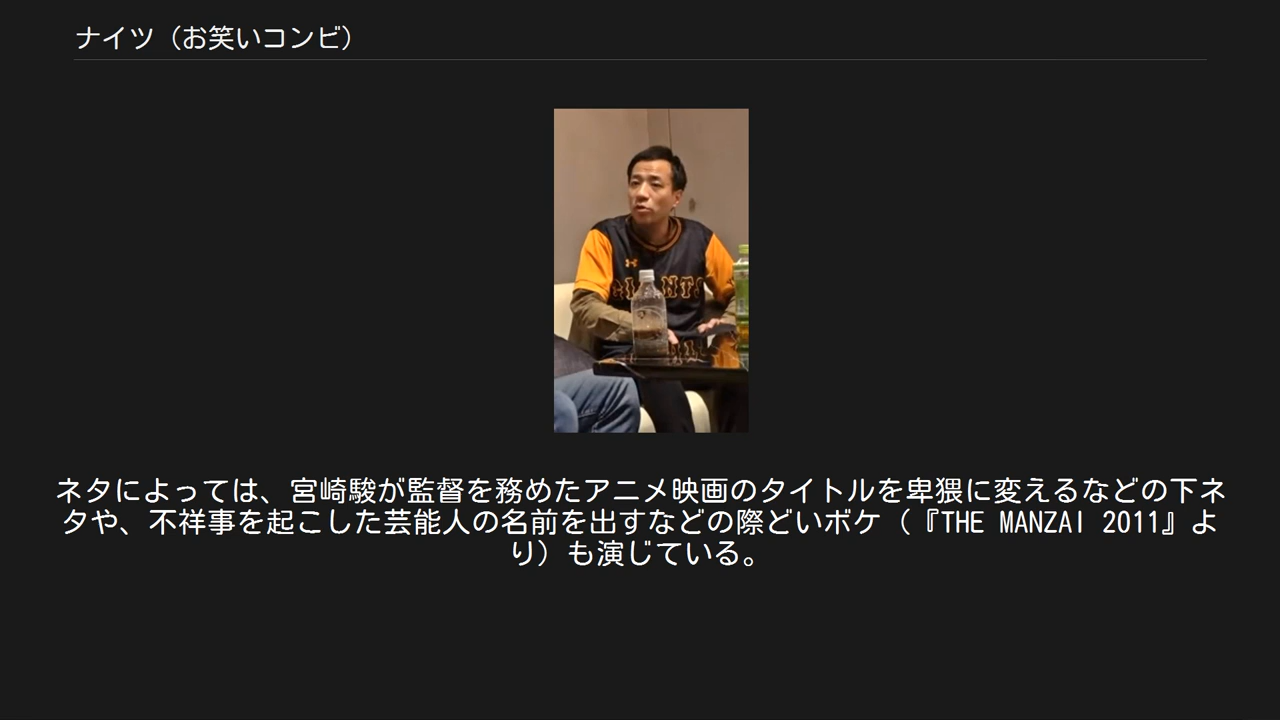 ナイツ（お笑いコンビ）
GIANTS
ネタによっては、宮崎駿が監督を務めたアニメ映画のタイトルを卑猥に変えるなどの下ネ
タや、不祥事を起こした芸能人の名前を出すなどの際どいボケ（『THE MANZAI 2011』よ
り）も演じている。